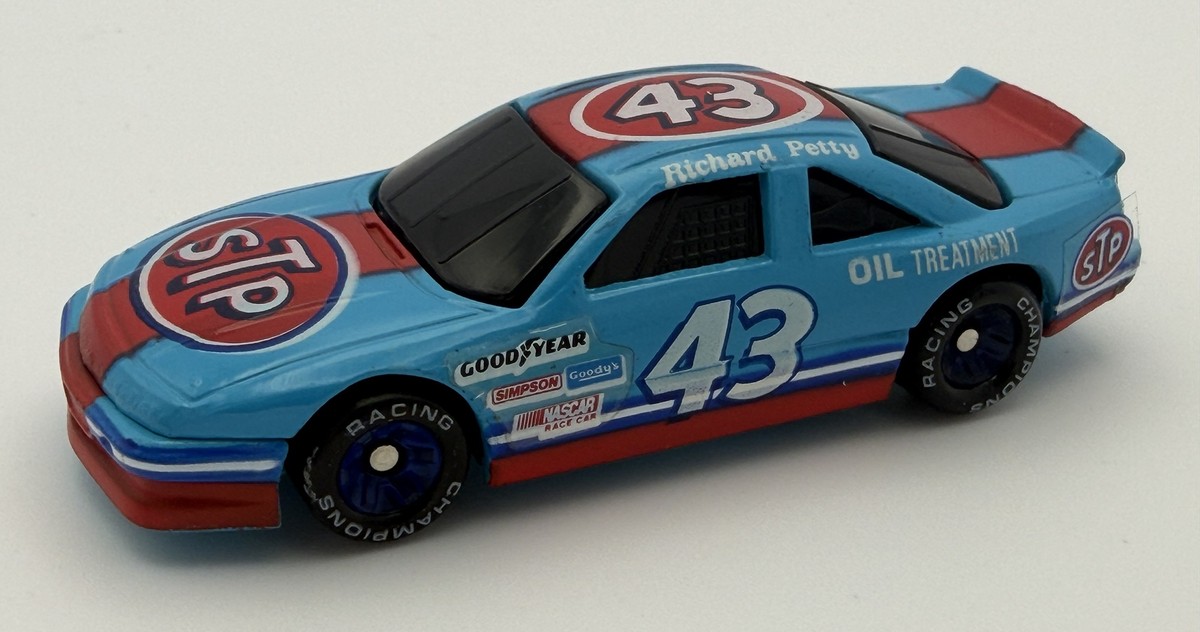 43
Richard Petty
STP
OIL TREATMENT
STP
GOODYEAR
SIMPSON
Goody's
NASCAR
RACE CAR
43
RACING
CHAMPIONS
RACING
CHAMPIONS